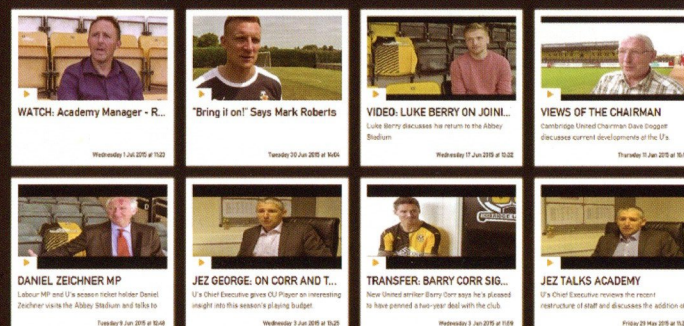 WATCH: Academy Manager - R...
Wednesday 1 Jul 2015 at 11:23
"Bring it on!" Says Mark Roberts
Tuesday 30 Jun 2015 at 14:04
VIDEO: LUKE BERRY ON JOINI...
Luke Berry discusses his return to the Abbey
Stadium
Wednesday 17 Jun 2015 at 15:02
VIEWS OF THE CHAIRMAN
Cambridge United Chairman Dave Doggett
discusses current developments at the U's.
Thursday 11 Jun 2015 at
DANIEL ZEICHNER MP
Labour MP and U's season ticket holder Daniel
Zeichner visits the Abbey Stadium and talks to
Tuesday 9 Jun 2015 at
JEZ GEORGE: ON CORR AND T...
U's Chief Executive gives CU Player an interesting
insight into this season's playing budget.
Wednesday 3 Jun 2015 at
TRANSFER: BARRY CORR SIG...
New United striker Barry Corr says he's pleased
to have penned a two-year deal with the club.
Wednesday 3 Jun 2015 at
JEZ TALKS ACADEMY
U's Chief Executive reviews the recent
restructure of staff and discusses the addition of
Friday 29 May 2015 at